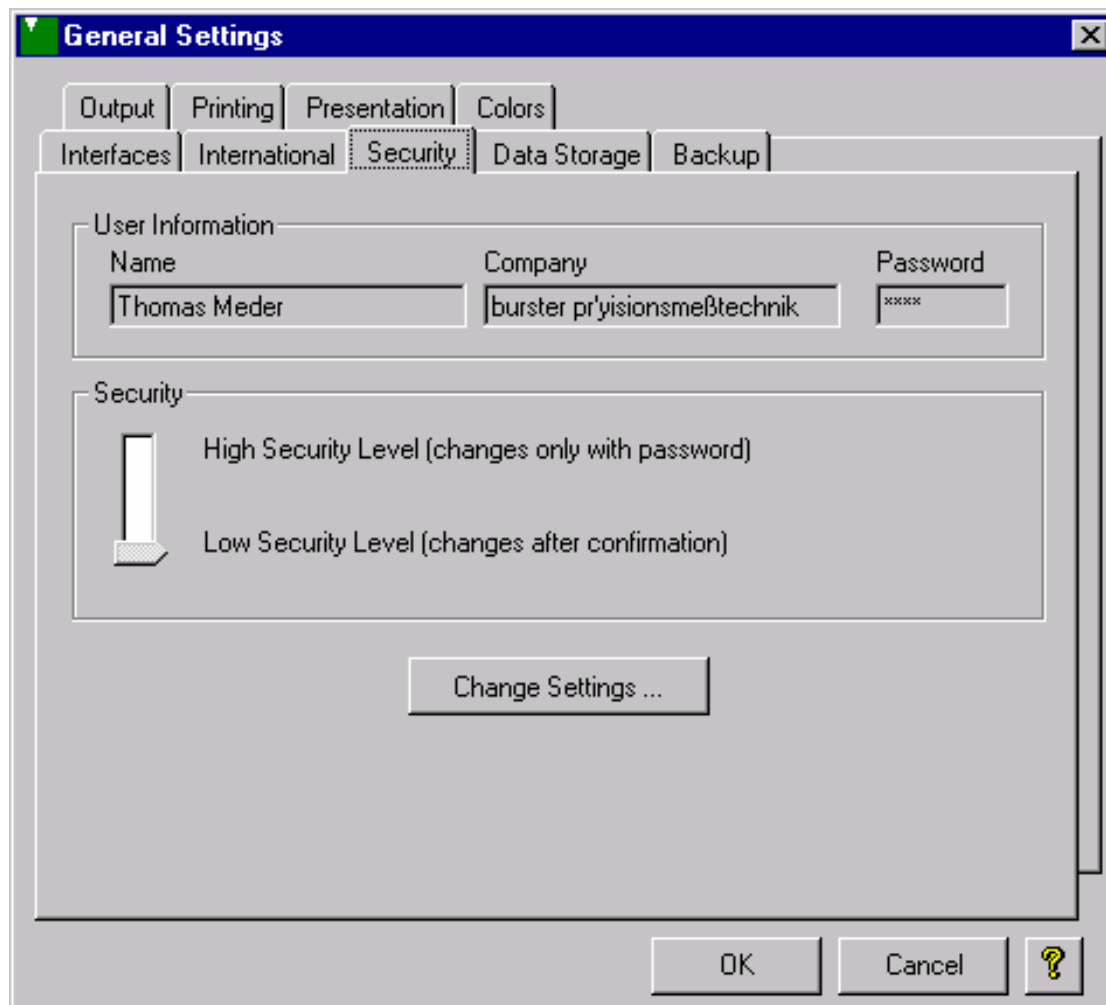 General Settings
Output Printing Presentation Colors
Interfaces International Security Data Storage Backup
User Information
Name Company Password
Thomas Meder burster pr'yisionsmeßtechnik ****
Security
High Security Level (changes only with password)
Low Security Level (changes after confirmation)
Change Settings ...
OK Cancel ?